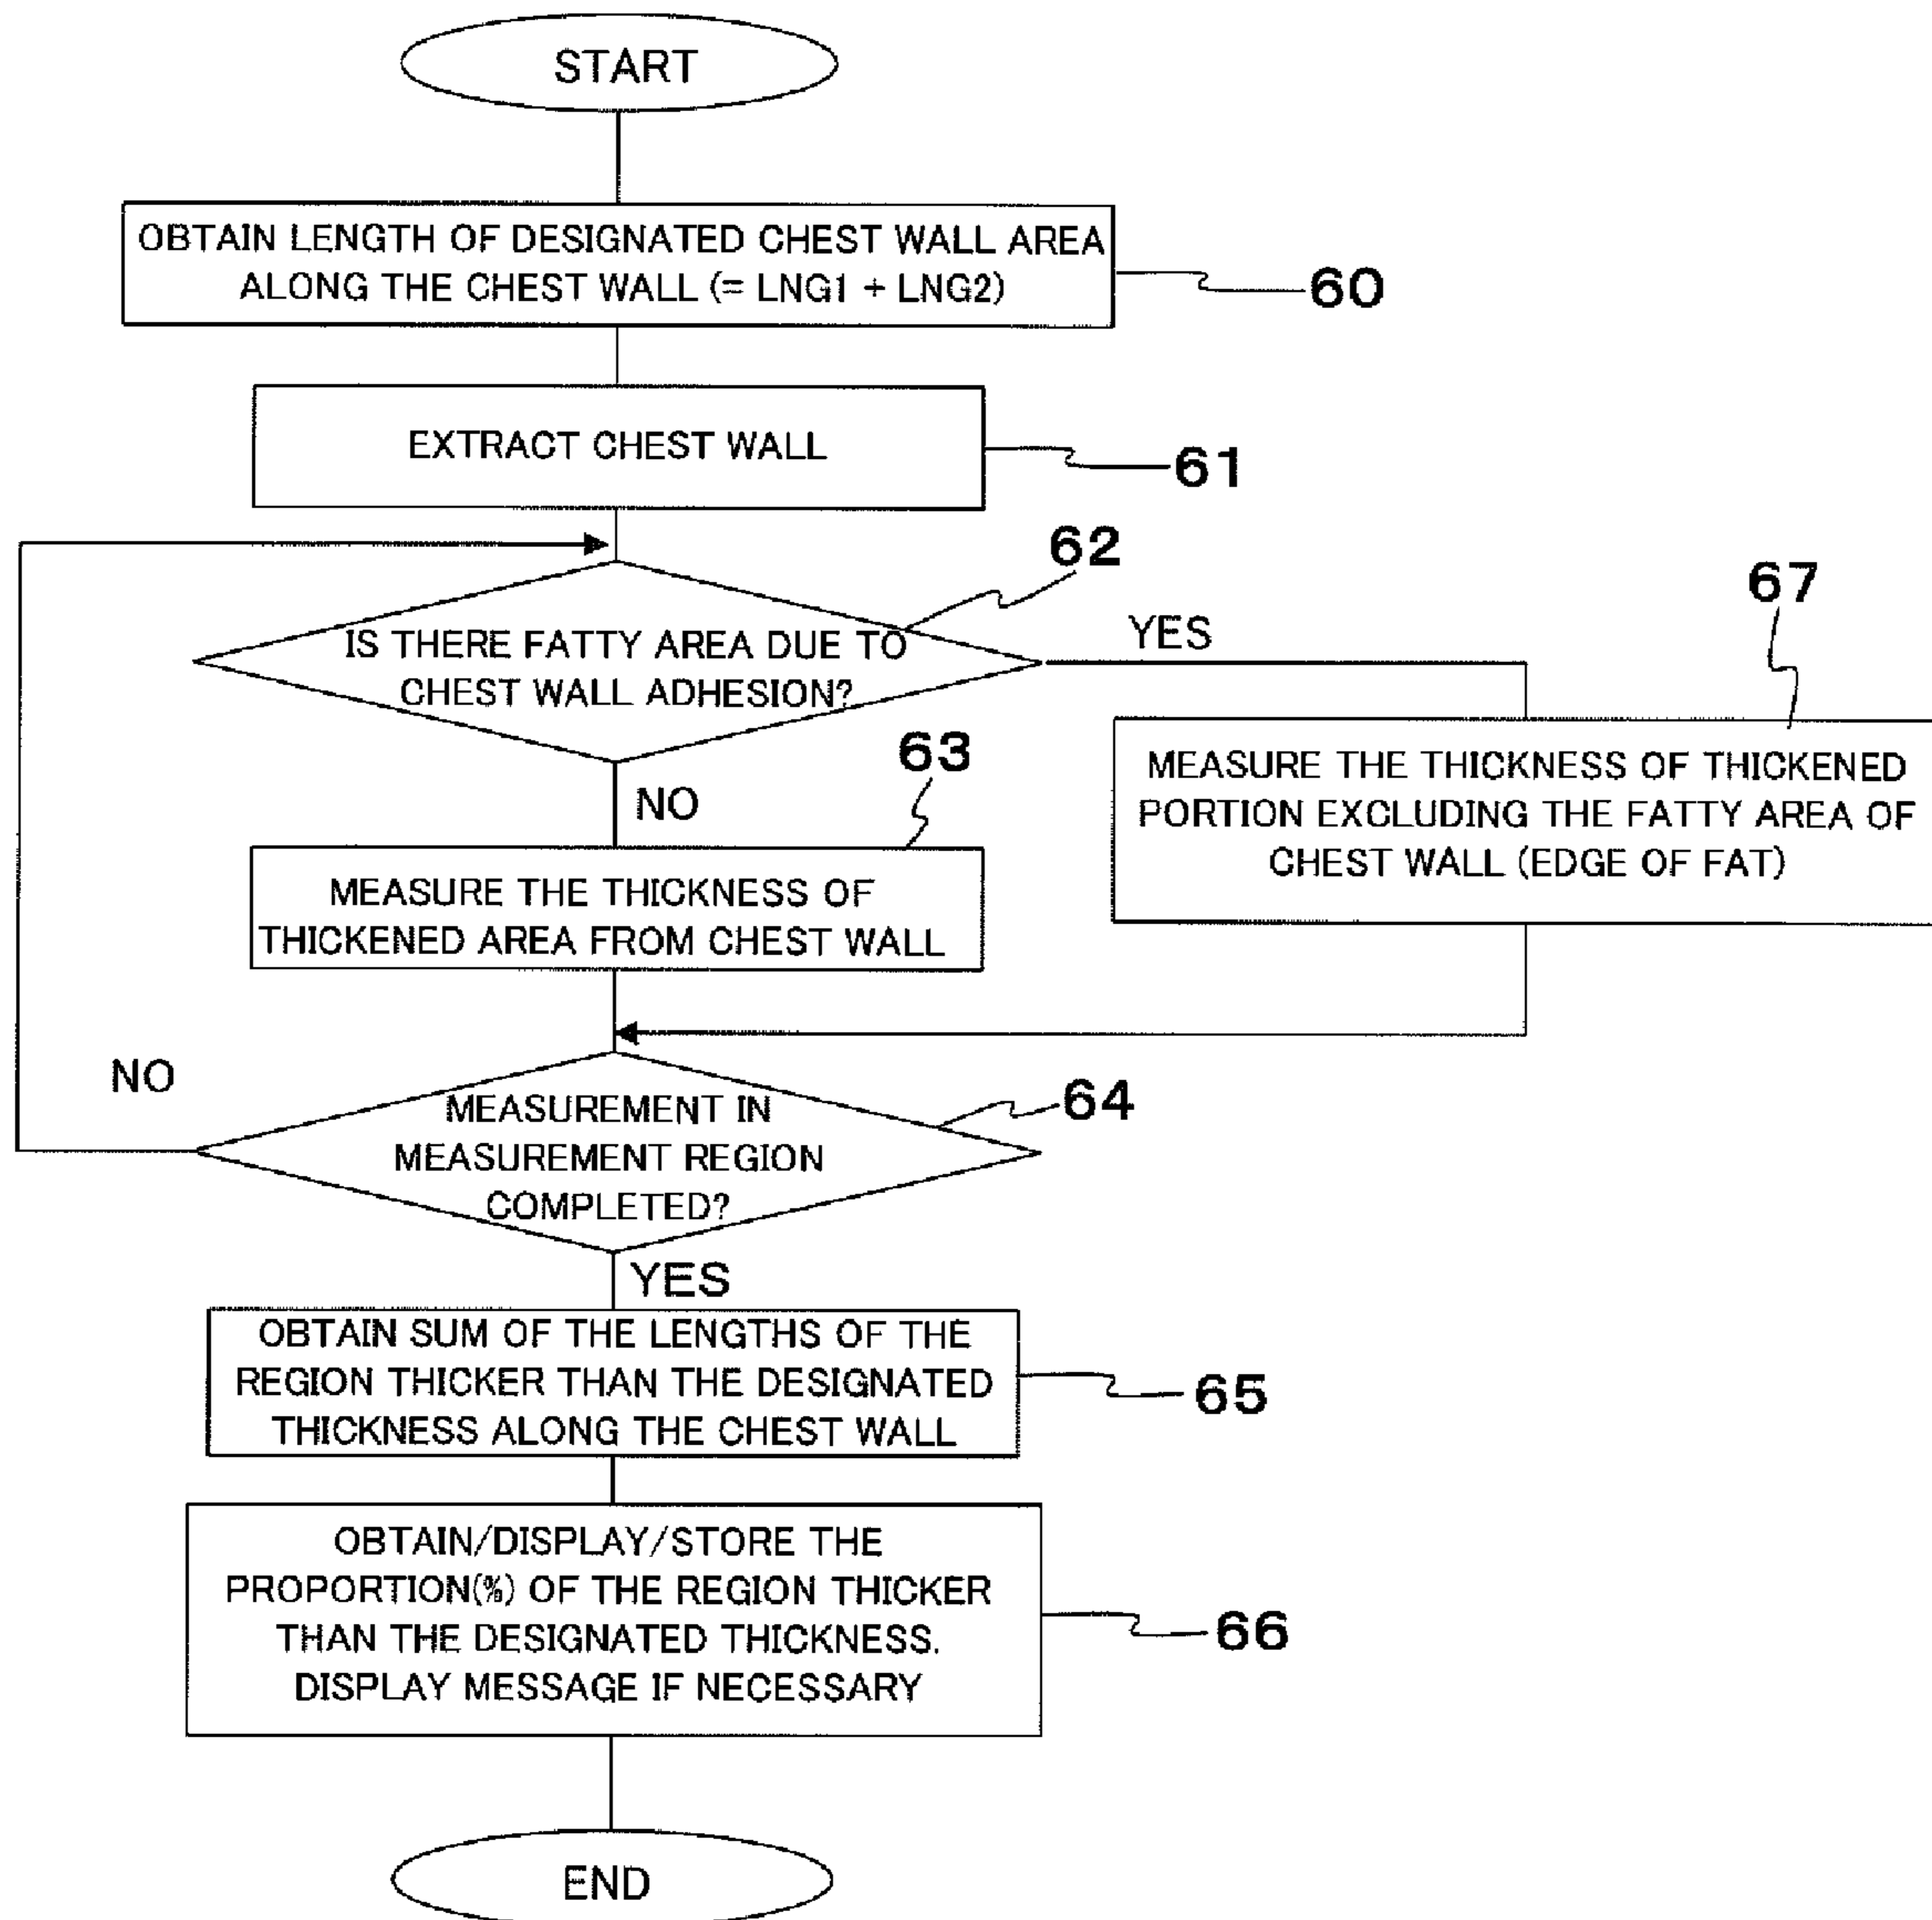 START
OBTAIN LENGTH OF DESIGNATED CHEST WALL AREA
ALONG THE CHEST WALL (= LNG1 + LNG2)
60
EXTRACT CHEST WALL
61
62
IS THERE FATTY AREA DUE TO
CHEST WALL ADHESION?
YES
67
NO
63
MEASURE THE THICKNESS OF
THICKENED AREA FROM CHEST WALL
MEASURE THE THICKNESS OF THICKENED
PORTION EXCLUDING THE FATTY AREA OF
CHEST WALL (EDGE OF FAT)
NO
64
MEASUREMENT IN
MEASUREMENT REGION
COMPLETED?
YES
OBTAIN SUM OF THE LENGTHS OF THE
REGION THICKER THAN THE DESIGNATED
THICKNESS ALONG THE CHEST WALL
65
OBTAIN/DISPLAY/STORE THE
PROPORTION(%) OF THE REGION THICKER
THAN THE DESIGNATED THICKNESS.
DISPLAY MESSAGE IF NECESSARY
66
END